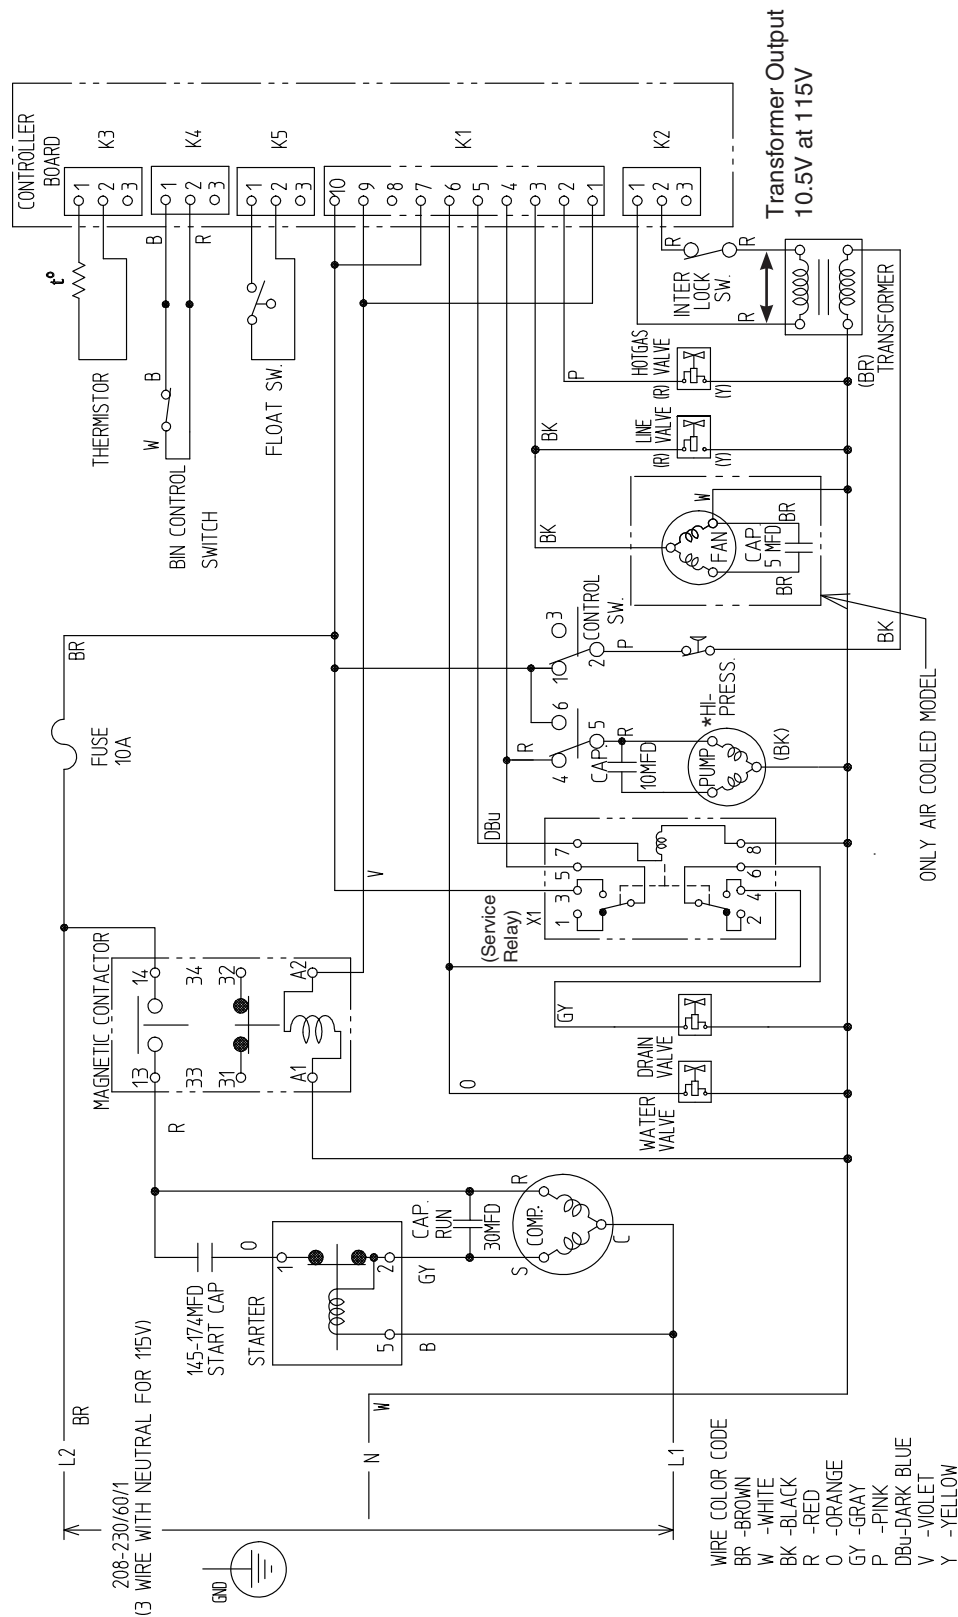 CONTROLLER
BOARD
K3
1
2
3
K4
1
2
3
K5
1
2
3
K1
10
9
8
7
6
5
4
3
2
1
K2
1
2
3
Transformer Output
10.5V at 115V
t°
THERMISTOR
B
R
B
W
BIN CONTROL
SWITCH
FLOAT SW.
R
R
INTER
LOCK
SW.
R
R
TRANSFORMER
(BR)
P
HOTGAS
VALVE
(R)
(Y)
BK
LINE
VALVE
(R)
(Y)
BK
W
FAN
CAP.
5 MFD
BR
BR
BK
ONLY AIR COOLED MODEL
BR
FUSE
10A
3
1
2
CONTROL
SW.
P
*HI-
PRESS.
6
5
4
R
R
CAP.
10MFD
PUMP
(BK)
DBu
V
(Service
Relay)
X1
7
5
3
1
8
6
4
2
MAGNETIC CONTACTOR
14
34
32
A2
13
33
31
A1
R
GY
DRAIN
VALVE
O
WATER
VALVE
145-174MFD
START CAP
O
STARTER
1
2
5
GY
B
CAP.
RUN
30MFD
R
S
COMP.
C
L2
BR
208-230/60/1
(3 WIRE WITH NEUTRAL FOR 115V)
N
W
L1
GND
WIRE COLOR CODE
BR -BROWN
W -WHITE
BK -BLACK
R -RED
O -ORANGE
GY -GRAY
P -PINK
DBu-DARK BLUE
V -VIOLET
Y -YELLOW